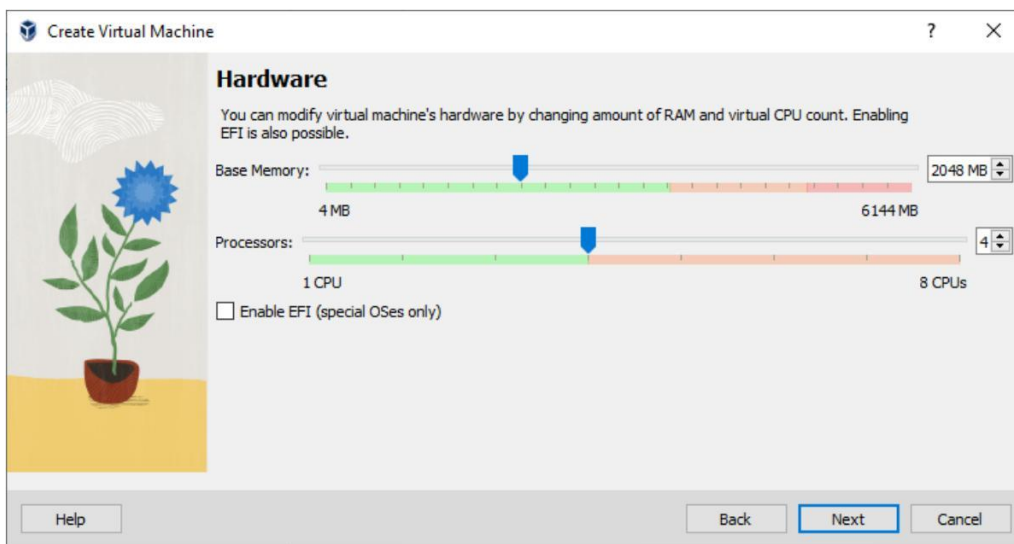 Create Virtual Machine
?
Hardware
You can modify virtual machine's hardware by changing amount of RAM and virtual CPU count. Enabling
EFI is also possible.
Base Memory:
2048 MB
4 MB
6144 MB
Processors:
4
1 CPU
8 CPUs
Enable EFI (special OSes only)
Help
Back
Next
Cancel